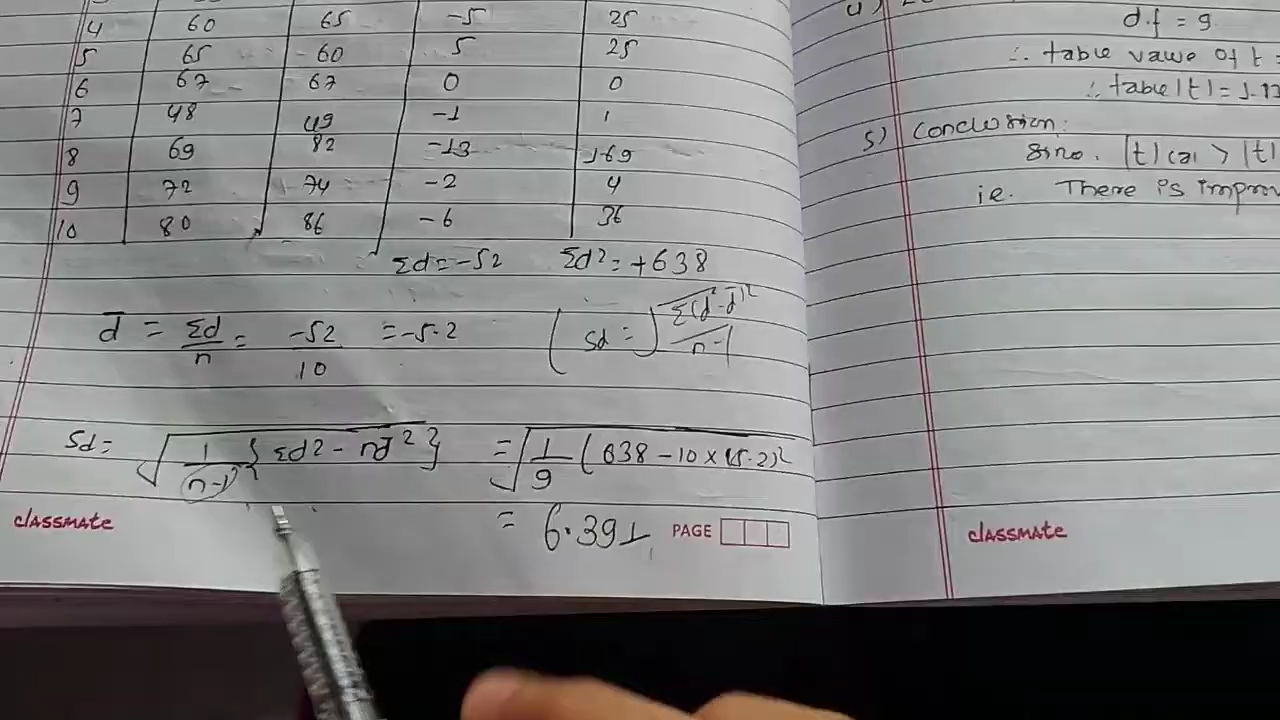 4 60 65 -5 25
5 65 60 5 25
6 67 67 0 0
7 48 49 -1 1
8 69 82 -13 169
9 72 74 -2 4
10 80 86 -6 36
Σd=-52 Σd²=+638
d̄ = Σd/n = -52/10 =-5.2 (Sd = √Σ(d²-d̄)²/n-1
Sd= √1/(n-1) {Σd2 - nd̄²} = √1/9 (638 - 10 × (5.2)²
= 6.391
classmate PAGE
d.f = 9
∴ table value of t =
∴ table |t| = 1.
5) Conclusion:
|t| cal > |t|
ie. There is improv
classmate